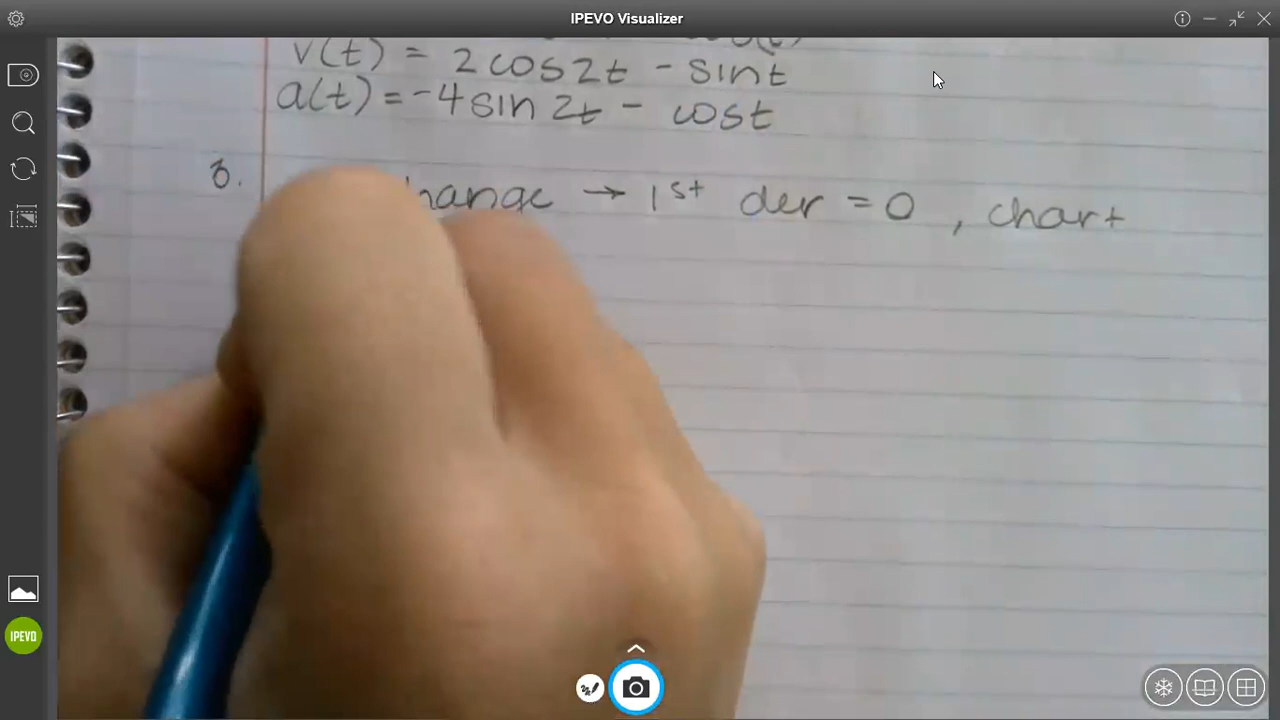 IPEVO Visualizer
v(t) = 2cos2t - sint
a(t) = -4sin2t - cost
3.
hange → 1st der = 0 , chart
IPEVO